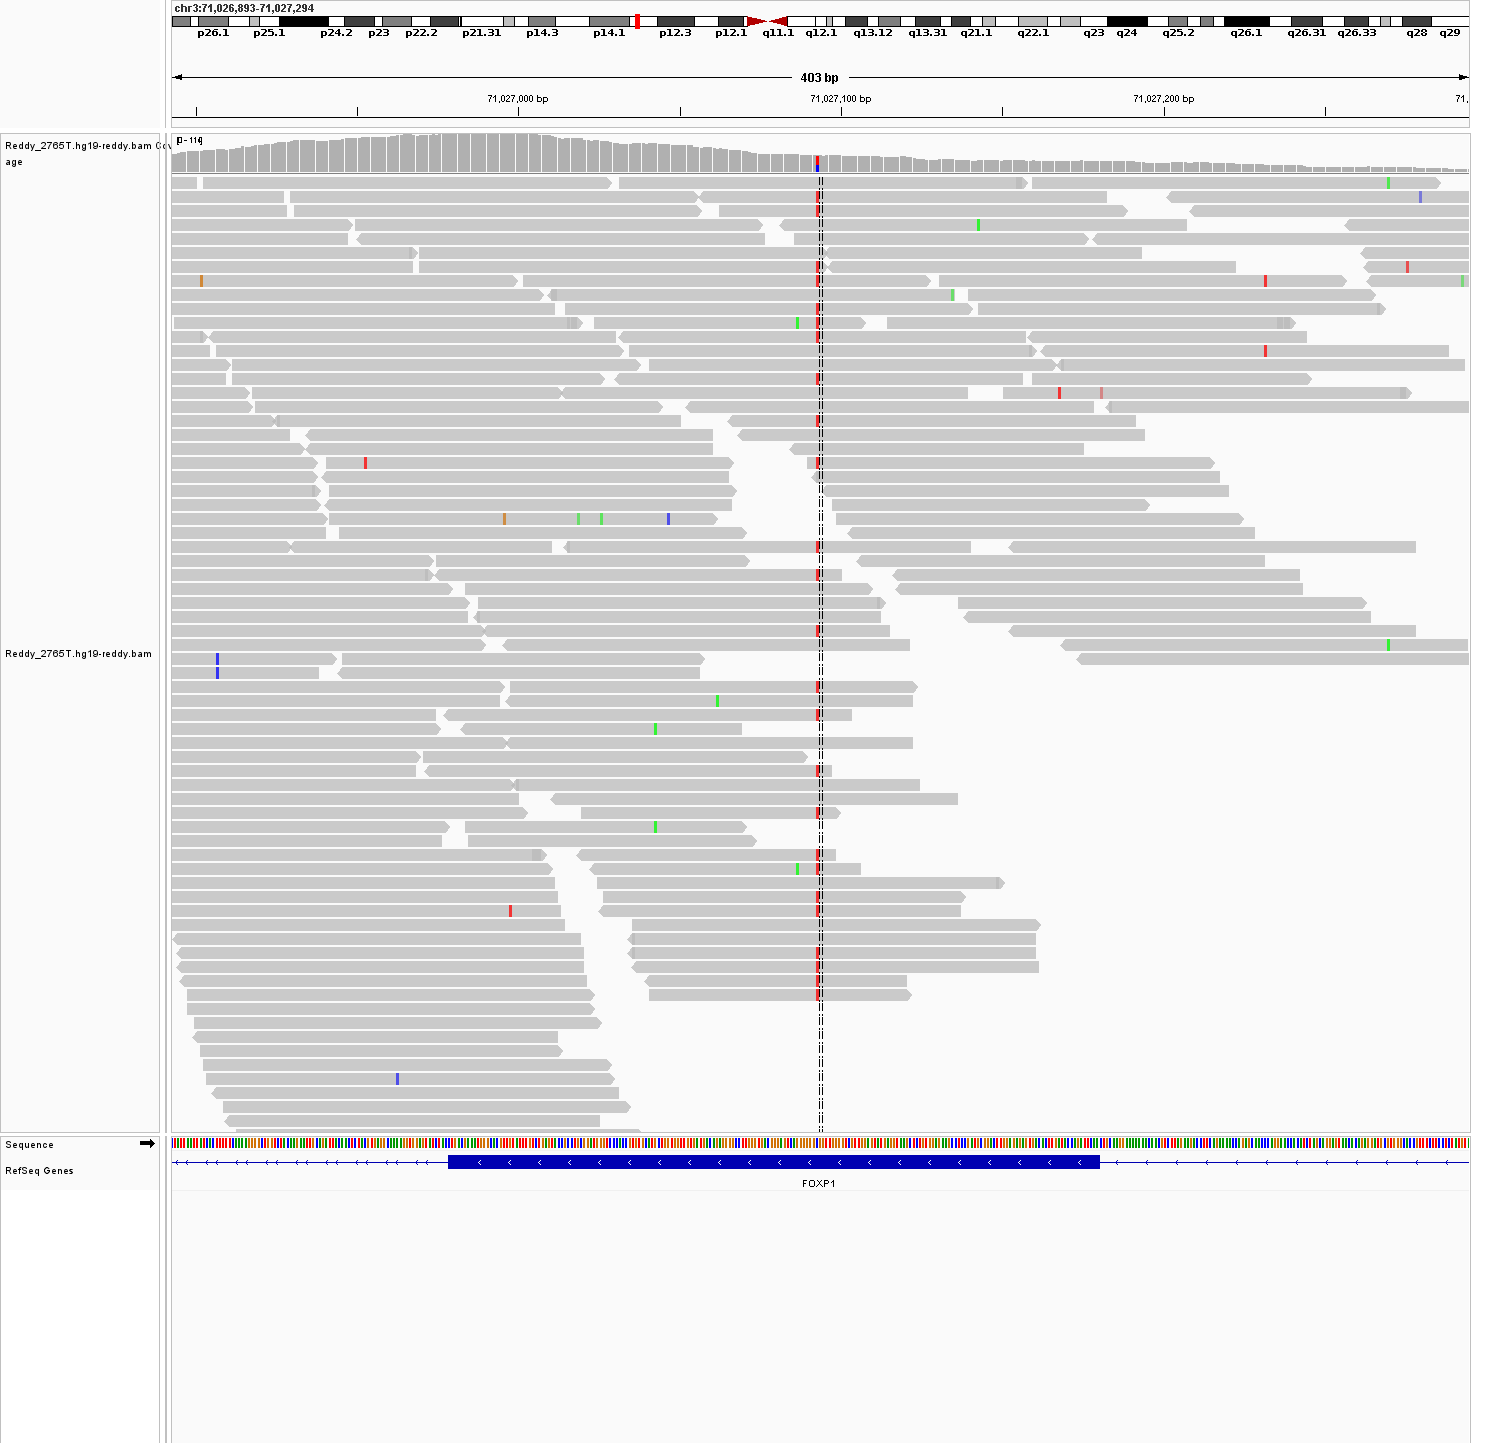 chr3:71,026,893-71,027,294
p26.1 p25.1 p24.2 p23 p22.2 p21.31 p14.3 p14.1 p12.3 p12.1 q11.1 q12.1 q13.12 q13.31 q21.1 q22.1 q23 q24 q25.2 q26.1 q26.31 q26.33 q28 q29
403 bp
71,027,000 bp 71,027,100 bp 71,027,200 bp 71,
Reddy_2765T.hg19-reddy.bam Cov
age
Reddy_2765T.hg19-reddy.bam
Sequence
RefSeq Genes
FOXP1